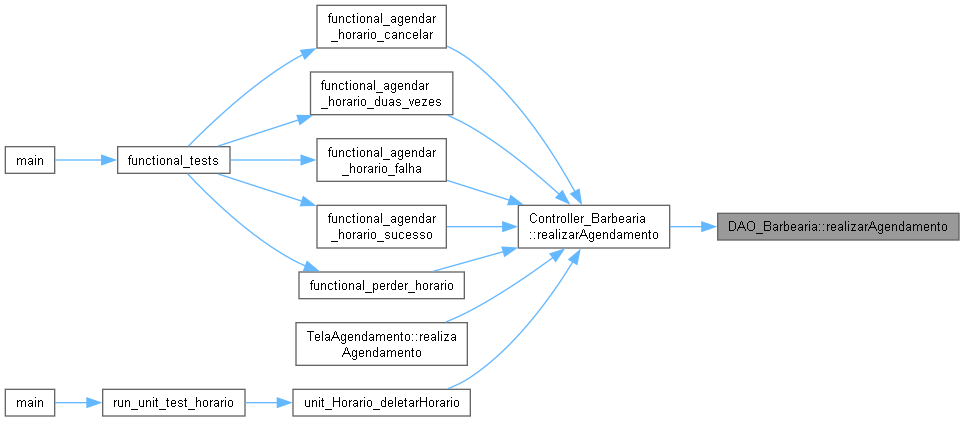 functional_agendar
_horario_cancelar
functional_agendar
_horario_duas_vezes
main
functional_tests
functional_agendar
_horario_falha
functional_agendar
_horario_sucesso
Controller_Barbearia
::realizarAgendamento
DAO_Barbearia::realizarAgendamento
functional_perder_horario
TelaAgendamento::realiza
Agendamento
main
run_unit_test_horario
unit_Horario_deletarHorario